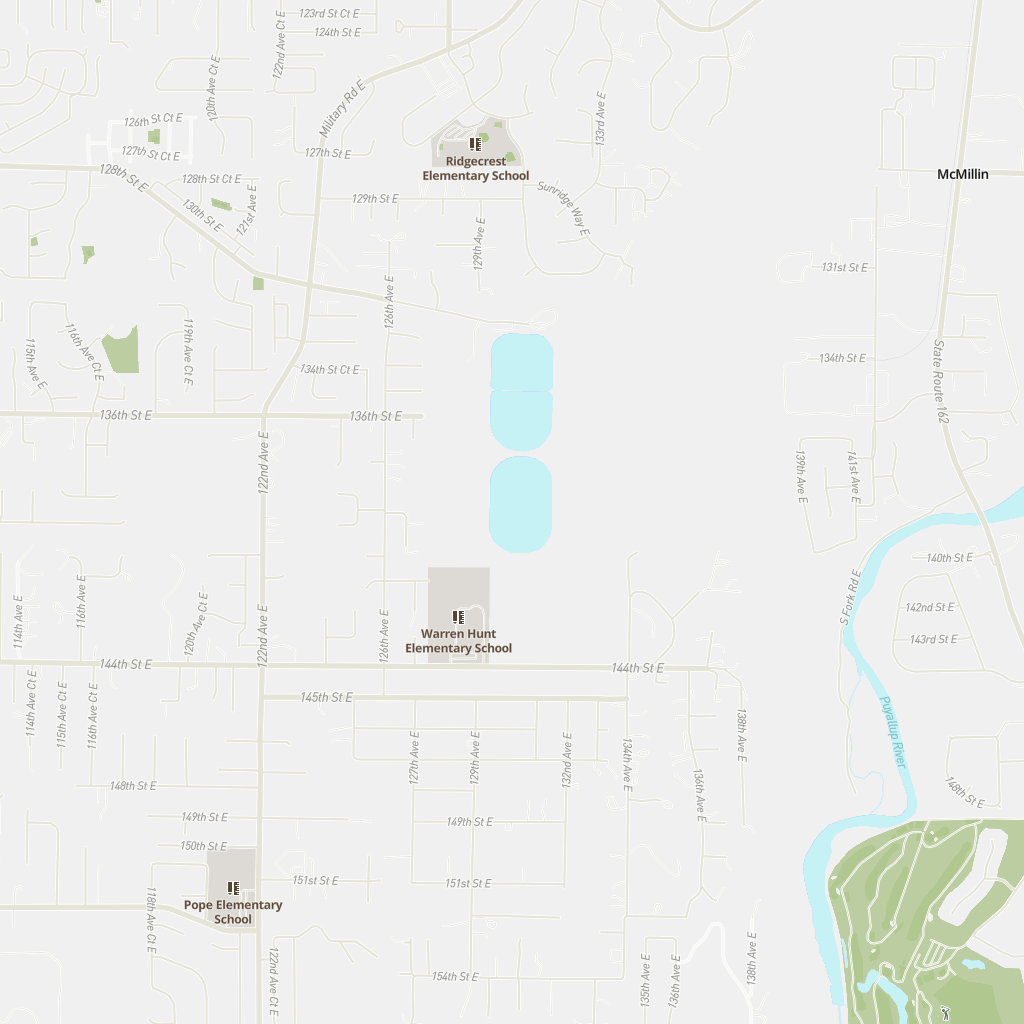 123rd St Ct E
124th St E
122nd Ave Ct E
120th Ave Ct E
Military Rd E
133rd Ave E
126th St Ct E
127th St Ct E
127th St E
128th St E
Ridgecrest
Elementary School
McMillin
128th St Ct E
129th St E
Sunridge Way E
130th St E
121st Ave E
129th Ave E
131st St E
126th Ave E
116th Ave Ct E
119th Ave Ct E
115th Ave E
134th St Ct E
134th St E
State Route 162
136th St E
136th St E
122nd Ave E
139th Ave E
141st Ave E
140th St E
S Fork Rd E
142nd St E
143rd St E
114th Ave E
116th Ave E
120th Ave Ct E
122nd Ave E
126th Ave E
Warren Hunt
Elementary School
144th St E
144th St E
145th St E
114th Ave Ct E
115th Ave Ct E
116th Ave Ct E
127th Ave E
129th Ave E
132nd Ave E
134th Ave E
136th Ave E
138th Ave E
Puyallup River
148th St E
148th St Ct E
149th St E
149th St E
150th St E
151st St E
151st St E
Pope Elementary
School
118th Ave Ct E
122nd Ave Ct E
154th St E
135th Ave E
136th Ave E
138th Ave E